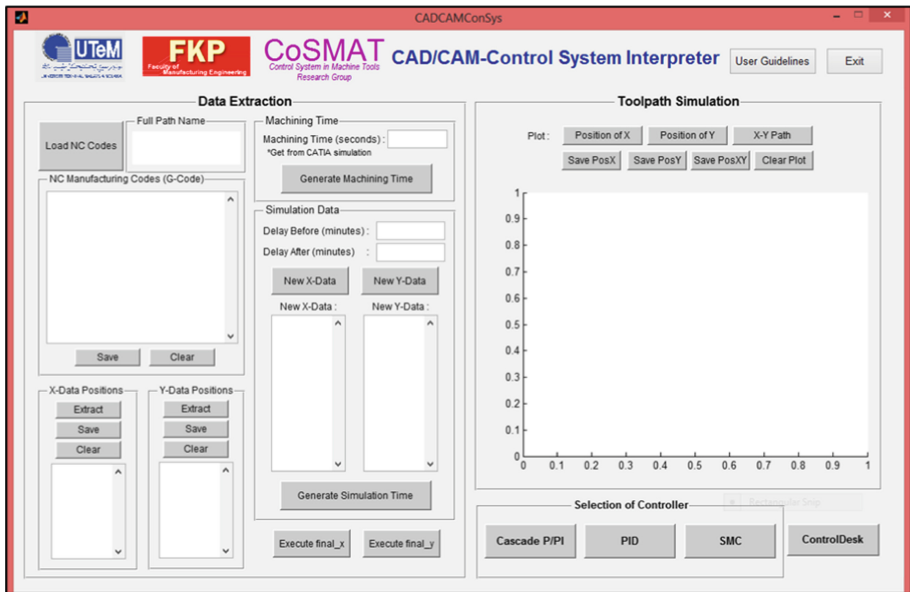 CADCAMConSys
UTeM
FKP
Faculty of
Manufacturing Engineering
CoSMAT
Control System in Machine Tools
Research Group
CAD/CAM-Control System Interpreter
User Guidelines
Exit
Data Extraction
Load NC Codes
Full Path Name
NC Manufacturing Codes (G-Code)
Save
Clear
X-Data Positions
Extract
Save
Clear
Y-Data Positions
Extract
Save
Clear
Machining Time
Machining Time (seconds) :
*Get from CATIA simulation
Generate Machining Time
Simulation Data
Delay Before (minutes) :
Delay After (minutes) :
New X-Data
New Y-Data
New X-Data :
New Y-Data :
Generate Simulation Time
Execute final_x
Execute final_y
Toolpath Simulation
Plot :
Position of X
Position of Y
X-Y Path
Save PosX
Save PosY
Save PosXY
Clear Plot
1
0.9
0.8
0.7
0.6
0.5
0.4
0.3
0.2
0.1
0
0 0.1 0.2 0.3 0.4 0.5 0.6 0.7 0.8 0.9 1
Rectangular Snip
Selection of Controller
Cascade P/PI
PID
SMC
ControlDesk